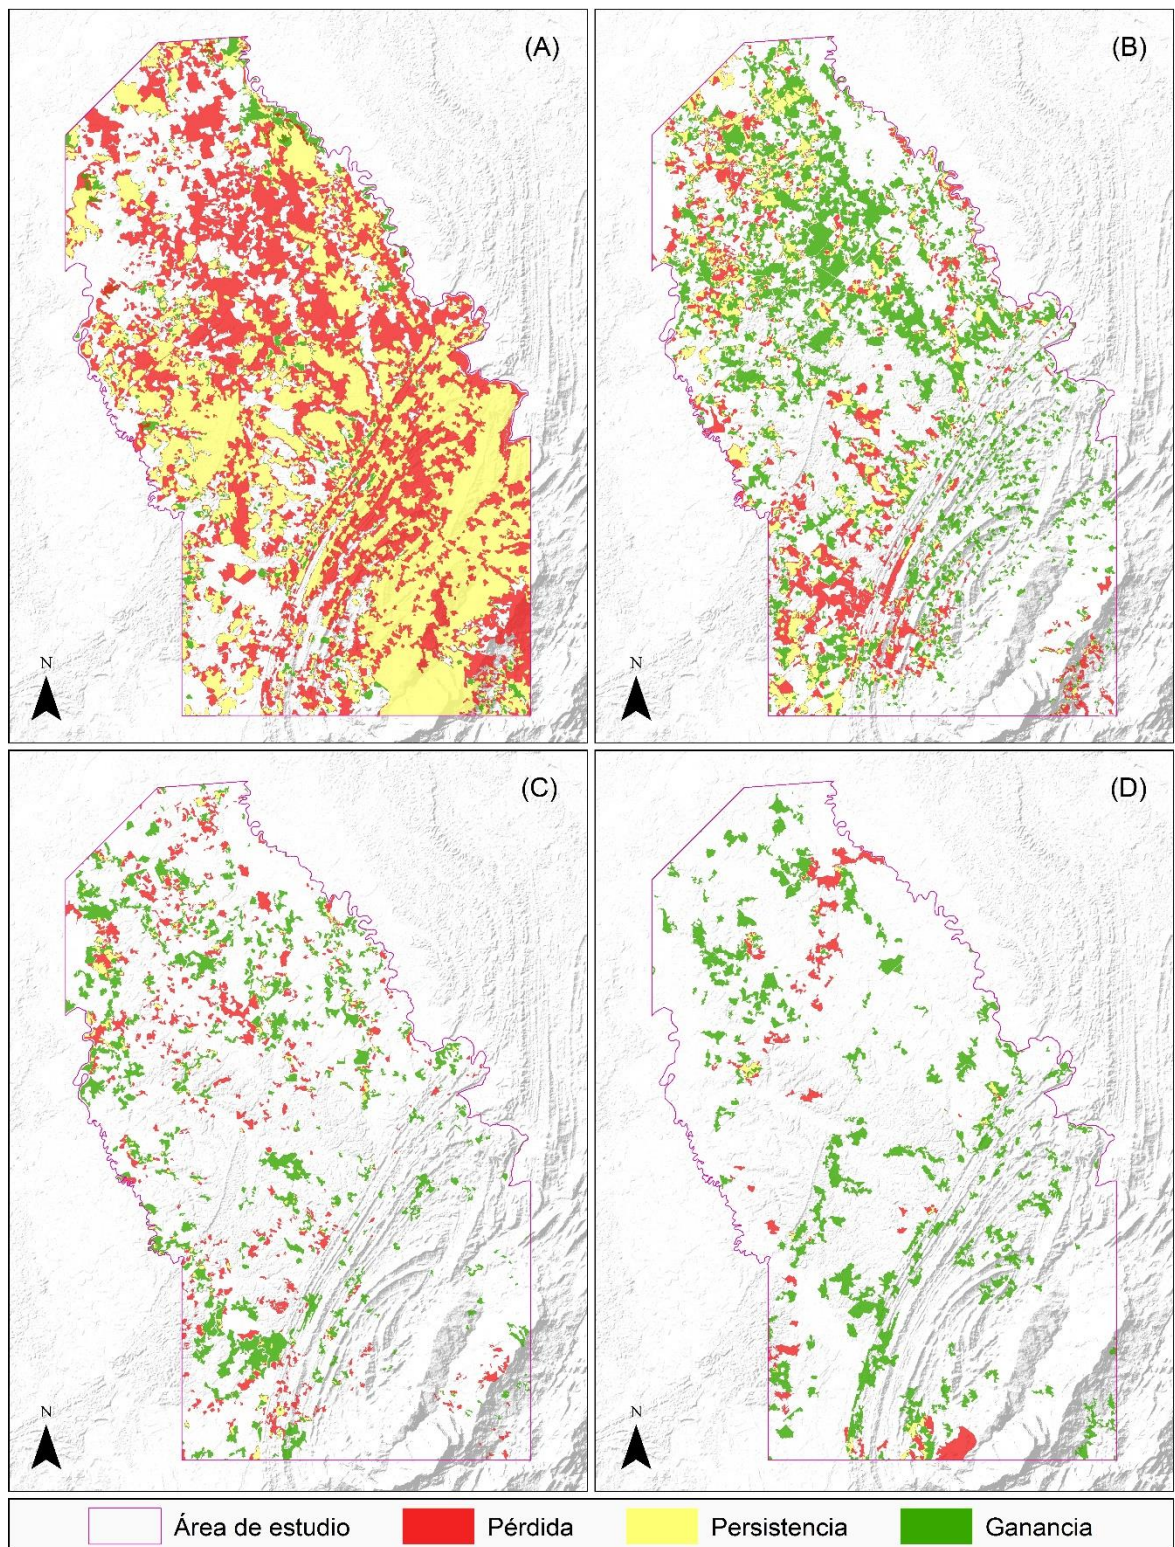 (A)
(B)
N
N
(C)
(D)
N
N
Área de estudio Pérdida Persistencia Ganancia